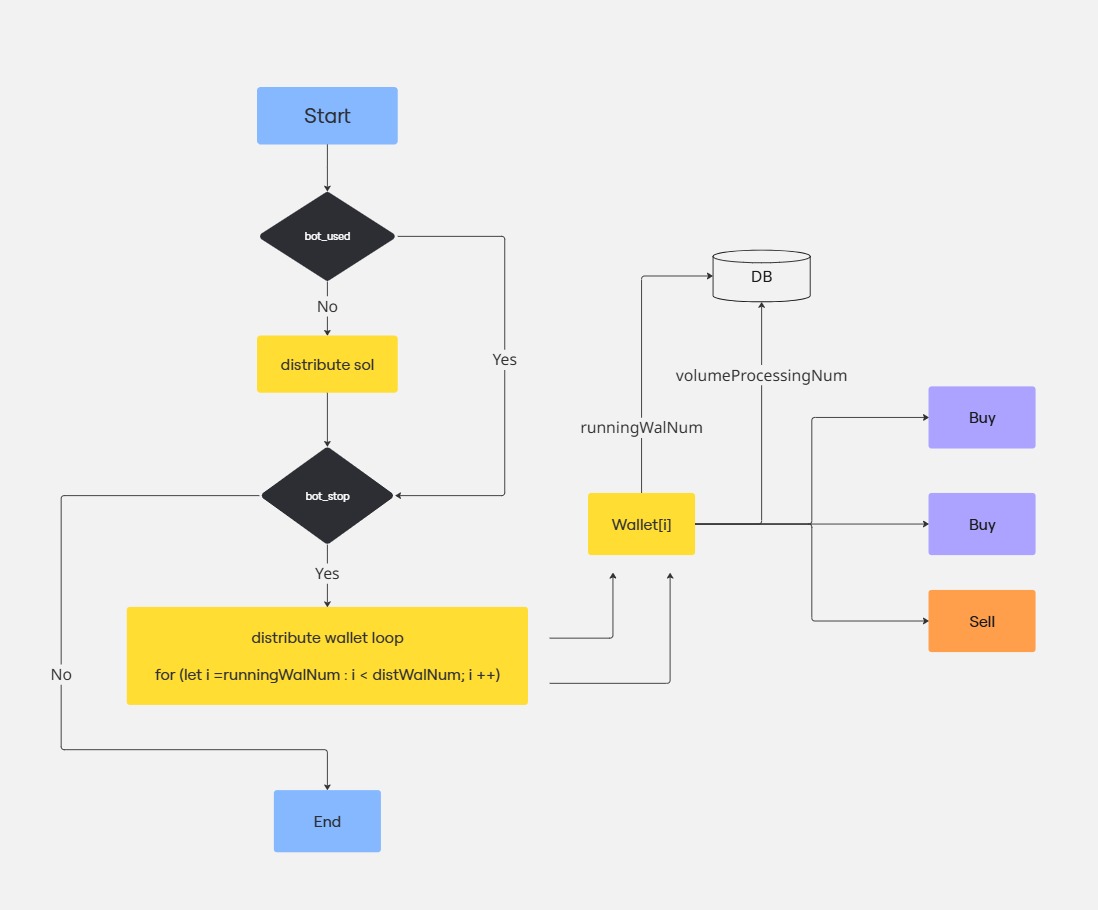 Start
bot_used
No
distribute sol
Yes
bot_stop
Yes
distribute wallet loop
for (let i =runningWalNum : i < distWalNum; i ++)
No
End
DB
volumeProcessingNum
runningWalNum
Wallet[i]
Buy
Buy
Sell